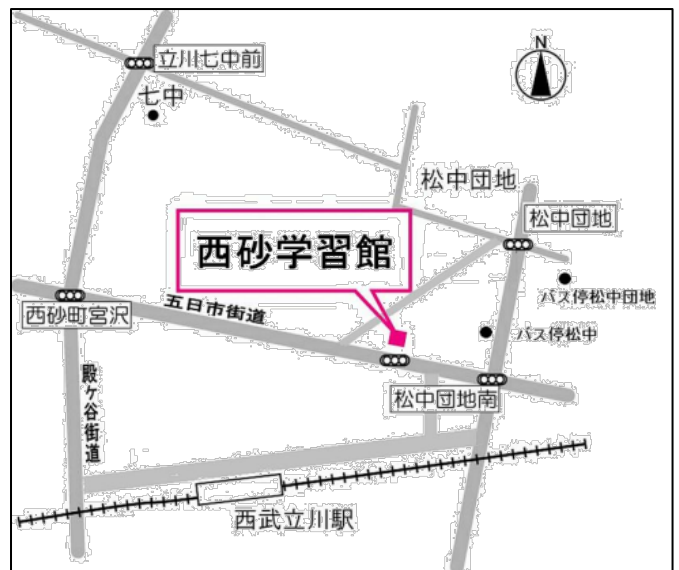 立川七中前
N
七中
松中団地
松中団地
西砂学習館
バス停松中団地
五日市街道
西砂町宮沢
バス停松中
殿ヶ谷街道
松中団地南
西武立川駅